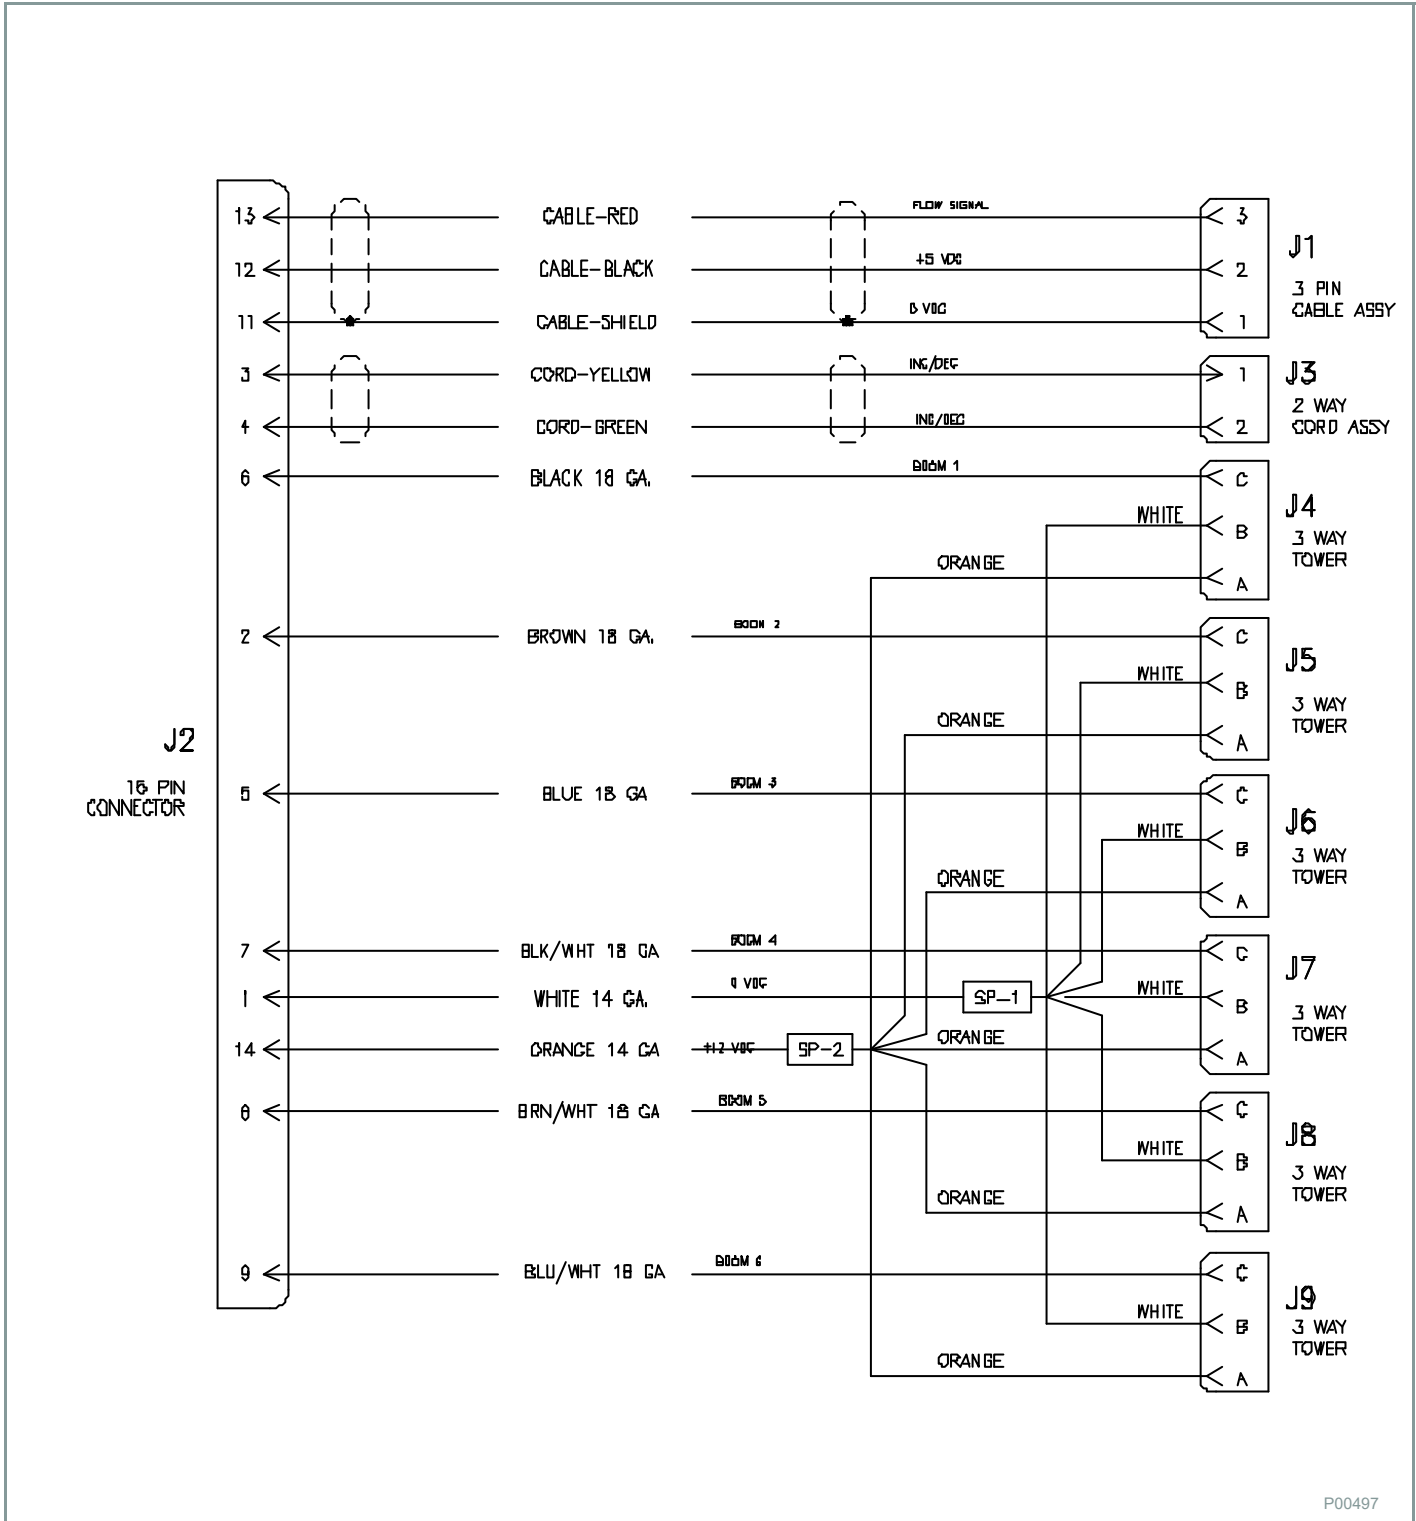 13 CABLE-RED FLOW SIGNAL 3
J1
12 CABLE-BLACK +5 VDC 2
3 PIN
CABLE ASSY
11 CABLE-SHIELD 0 VDC 1
3 CORD-YELLOW INC/DEC 1
J3
2 WAY
CORD ASSY
4 CORD-GREEN INC/DEC 2
6 BLACK 18 GA. BOOM 1 C
J4
WHITE B
3 WAY
TOWER
ORANGE A
2 BROWN 18 GA. BOOM 2 C
J5
WHITE B
3 WAY
TOWER
ORANGE A
J2
16 PIN
CONNECTOR
5 BLUE 18 GA BOOM 3 C
J6
WHITE B
3 WAY
TOWER
ORANGE A
7 BLK/WHT 18 GA BOOM 4 C
J7
1 WHITE 14 GA. 0 VDC SP-1 WHITE B
3 WAY
TOWER
14 ORANGE 14 GA +12 VDC SP-2 ORANGE A
8 BRN/WHT 18 GA BOOM 5 C
J8
WHITE B
3 WAY
TOWER
ORANGE A
9 BLU/WHT 18 GA BOOM 6 C
J9
WHITE B
3 WAY
TOWER
ORANGE A
P00497